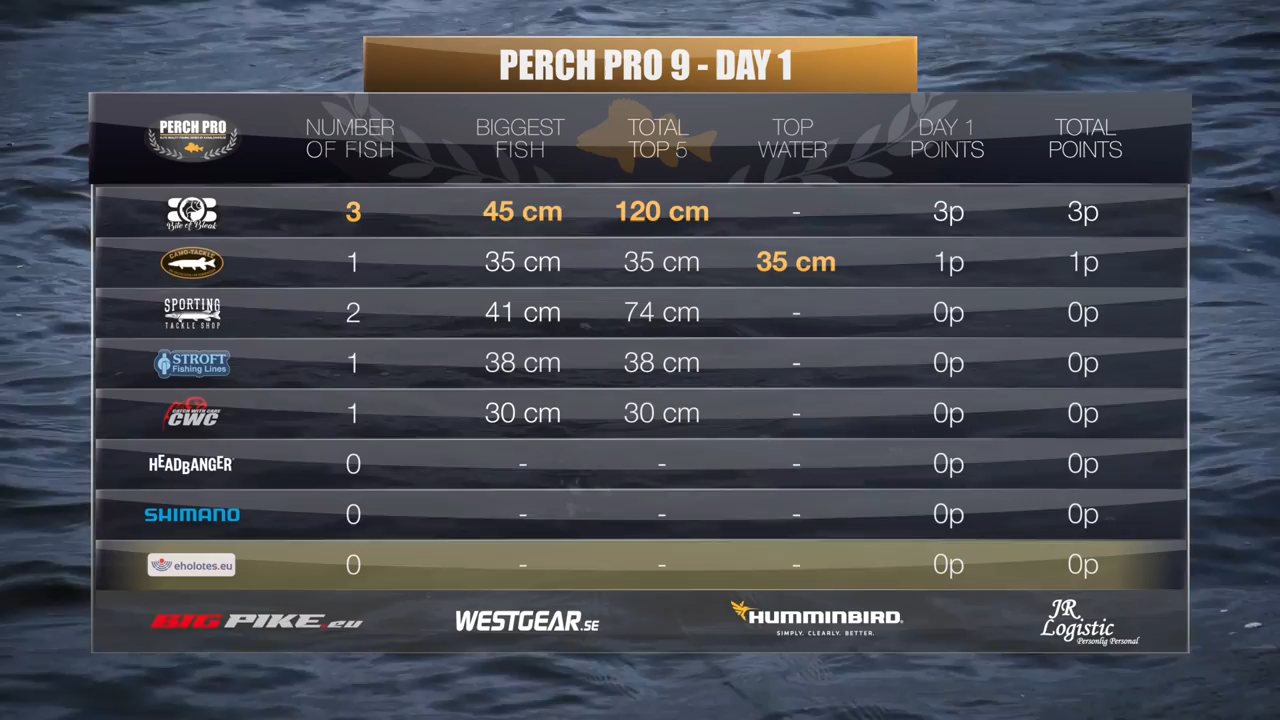 PERCH PRO 9 - DAY 1
PERCH PRO
NUMBER OF FISH
BIGGEST FISH
TOTAL TOP 5
TOP WATER
DAY 1 POINTS
TOTAL POINTS
Bite of Bleak 3 45 cm 120 cm - 3p 3p
CAMO-TACKLE 1 35 cm 35 cm 35 cm 1p 1p
SPORTING TACKLE SHOP 2 41 cm 74 cm - 0p 0p
STROFT Fishing Lines 1 38 cm 38 cm - 0p 0p
CATCH WITH CARE CWC 1 30 cm 30 cm - 0p 0p
HEADBANGER 0 - - - 0p 0p
SHIMANO 0 - - - 0p 0p
eholotes.eu 0 - - - 0p 0p
BIG PIKE.eu WESTGEAR.SE HUMMINBIRD. SIMPLY. CLEARLY. BETTER. JR Logistic Personlig Personal